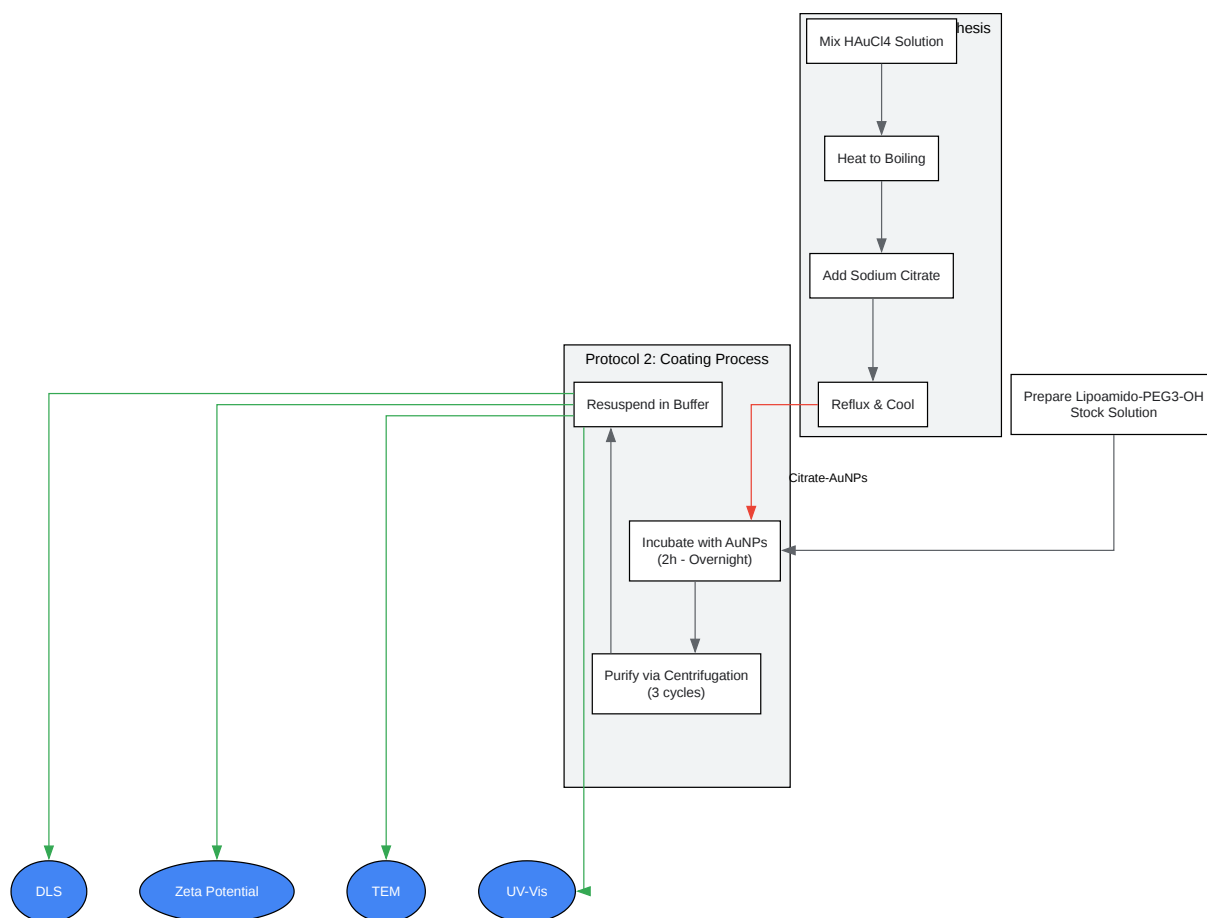 hesis
Mix HAuCl4 Solution
Heat to Boiling
Add Sodium Citrate
Reflux & Cool
Prepare Lipoamido-PEG3-OH
Stock Solution
Citrate-AuNPs
Protocol 2: Coating Process
Resuspend in Buffer
Incubate with AuNPs
(2h - Overnight)
Purify via Centrifugation
(3 cycles)
DLS
Zeta Potential
TEM
UV-Vis